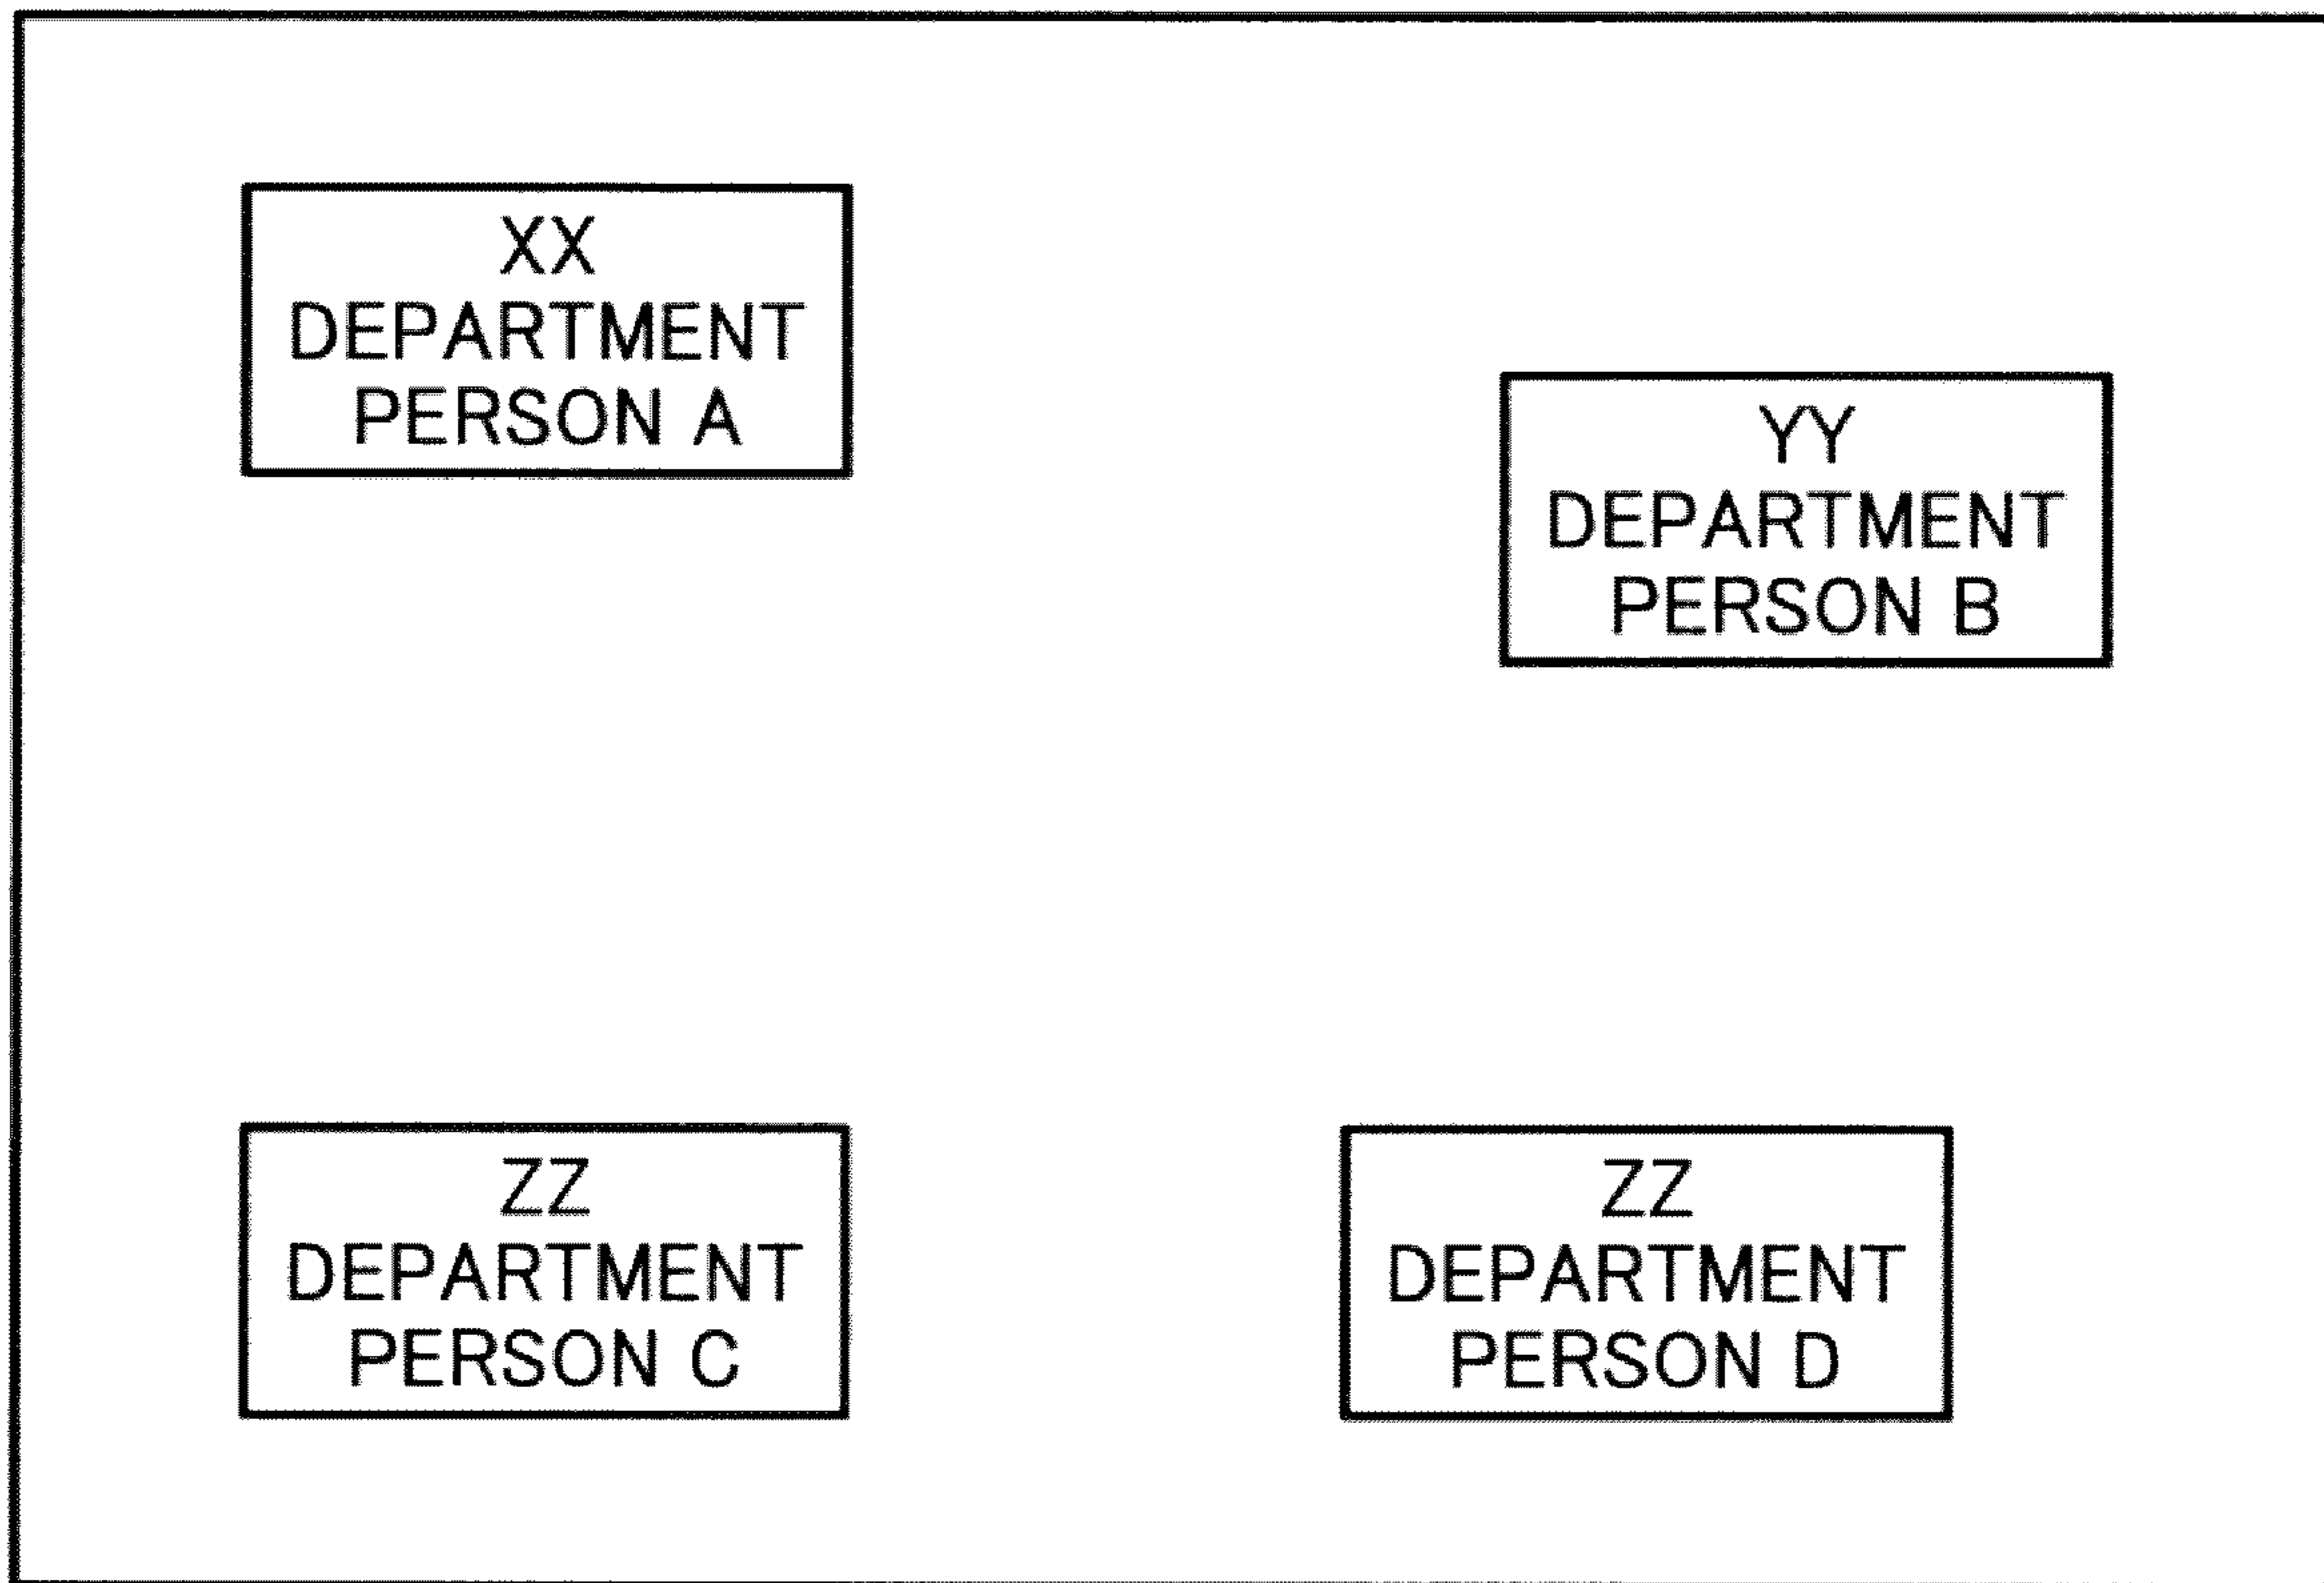 XX
DEPARTMENT
PERSON A
YY
DEPARTMENT
PERSON B
ZZ
DEPARTMENT
PERSON C
ZZ
DEPARTMENT
PERSON D